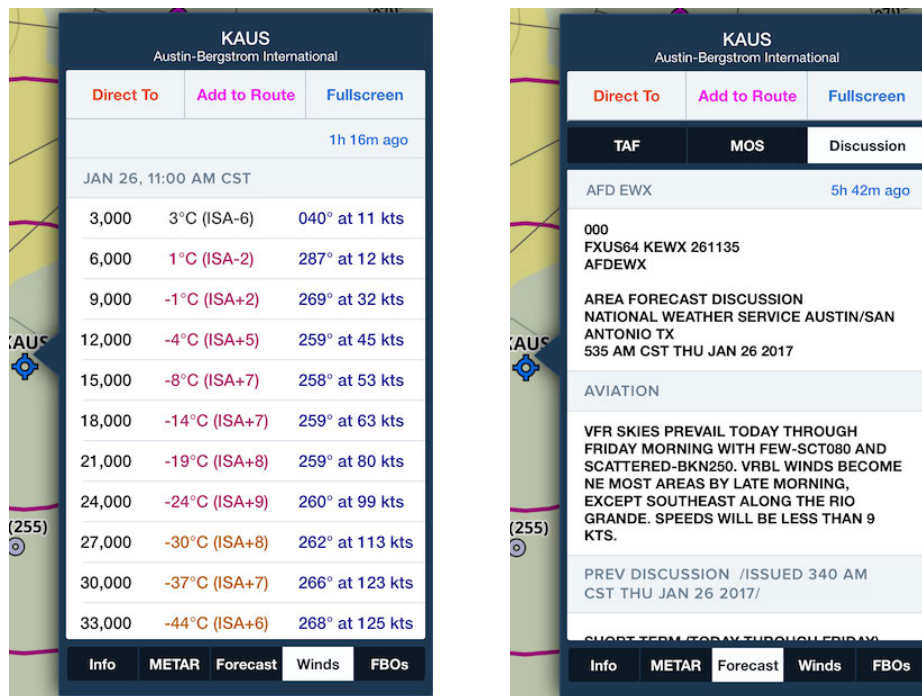 KAUS
Austin-Bergstrom International
Direct To Add to Route Fullscreen
1h 16m ago
JAN 26, 11:00 AM CST
3,000 3°C (ISA-6) 040° at 11 kts
6,000 1°C (ISA-2) 287° at 12 kts
9,000 -1°C (ISA+2) 269° at 32 kts
12,000 -4°C (ISA+5) 259° at 45 kts
15,000 -8°C (ISA+7) 258° at 53 kts
18,000 -14°C (ISA+7) 259° at 63 kts
21,000 -19°C (ISA+8) 259° at 80 kts
24,000 -24°C (ISA+9) 260° at 99 kts
27,000 -30°C (ISA+8) 262° at 113 kts
30,000 -37°C (ISA+7) 266° at 123 kts
33,000 -44°C (ISA+6) 268° at 125 kts
Info METAR Forecast Winds FBOs
KAUS
(255)
KAUS
Austin-Bergstrom International
Direct To Add to Route Fullscreen
TAF MOS Discussion
AFD EWX 5h 42m ago
000
FXUS64 KEWX 261135
AFDEWX
AREA FORECAST DISCUSSION
NATIONAL WEATHER SERVICE AUSTIN/SAN
ANTONIO TX
535 AM CST THU JAN 26 2017
AVIATION
VFR SKIES PREVAIL TODAY THROUGH
FRIDAY MORNING WITH FEW-SCT080 AND
SCATTERED-BKN250. VRBL WINDS BECOME
NE MOST AREAS BY LATE MORNING,
EXCEPT SOUTHEAST ALONG THE RIO
GRANDE. SPEEDS WILL BE LESS THAN 9
KTS.
PREV DISCUSSION /ISSUED 340 AM
CST THU JAN 26 2017/
SHORT TERM (TODAY THROUGH FRIDAY)
Info METAR Forecast Winds FBOs
KAUS
(255)